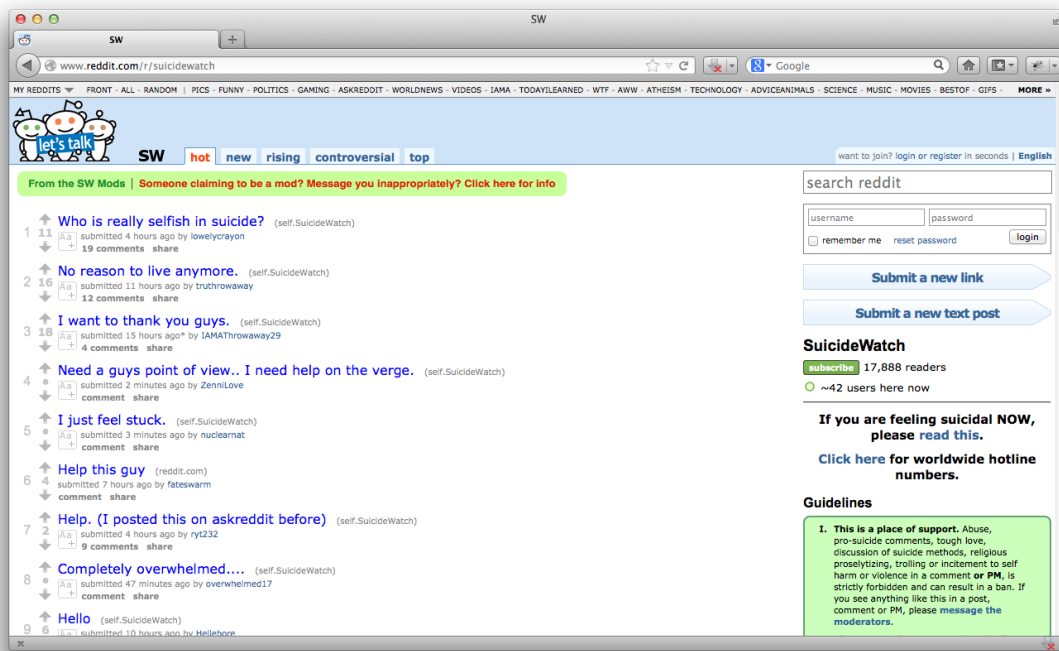 SW
SW
www.reddit.com/r/suicidewatch
Google
MY REDDITS FRONT - ALL - RANDOM | PICS - FUNNY - POLITICS - GAMING - ASKREDDIT - WORLDNEWS - VIDEOS - IAMA - TODAYILEARNED - WTF - AWW - ATHEISM - TECHNOLOGY - ADVICEANIMALS - SCIENCE - MUSIC - MOVIES - BESTOF - GIFS - MORE »
let's talk
SW hot new rising controversial top
want to join? login or register in seconds | English
From the SW Mods | Someone claiming to be a mod? Message you inappropriately? Click here for info
1 11 Who is really selfish in suicide? (self.SuicideWatch)
submitted 4 hours ago by lowelycrayon
19 comments share
2 16 No reason to live anymore. (self.SuicideWatch)
submitted 11 hours ago by truthrowaway
12 comments share
3 18 I want to thank you guys. (self.SuicideWatch)
submitted 15 hours ago* by IAMAThrowaway29
4 comments share
4 • Need a guys point of view.. I need help on the verge. (self.SuicideWatch)
submitted 2 minutes ago by ZenniLove
comment share
5 • I just feel stuck. (self.SuicideWatch)
submitted 3 minutes ago by nuclearnat
comment share
6 4 Help this guy (reddit.com)
submitted 7 hours ago by fateswarm
comment share
7 2 Help. (I posted this on askreddit before) (self.SuicideWatch)
submitted 4 hours ago by ryt232
9 comments share
8 • Completely overwhelmed.... (self.SuicideWatch)
submitted 47 minutes ago by overwhelmed17
comment share
9 6 Hello (self.SuicideWatch)
submitted 10 hours ago by Hellebore
search reddit
username password
remember me reset password login
Submit a new link
Submit a new text post
SuicideWatch
subscribe 17,888 readers
~42 users here now
If you are feeling suicidal NOW,
please read this.
Click here for worldwide hotline
numbers.
Guidelines
I. This is a place of support. Abuse,
pro-suicide comments, tough love,
discussion of suicide methods, religious
proselytizing, trolling or incitement to self
harm or violence in a comment or PM, is
strictly forbidden and can result in a ban. If
you see anything like this in a post,
comment or PM, please message the
moderators.